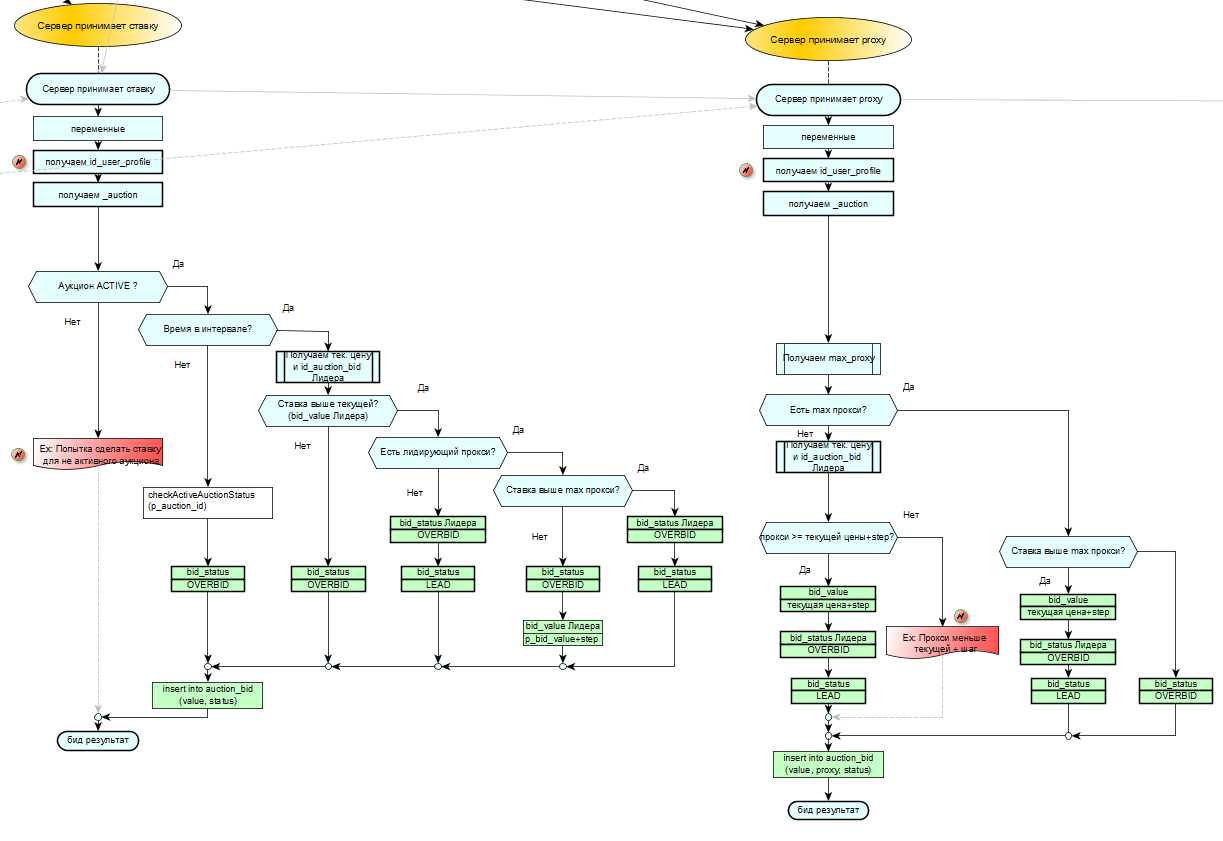 Сервер принимает ставку
Сервер принимает ставку
переменные
получаем id_user_profile
получаем _auction
Аукцион ACTIVE ?
Да
Нет
Время в интервале?
Да
Нет
Получаем тек. цену
и id_auction_bid
Лидера
Ставка выше текущей?
(bid_value Лидера)
Да
Нет
Есть лидирующий прокси?
Да
Нет
Ставка выше max прокси?
Да
Нет
Ex: Попытка сделать ставку
для не активного аукциона
checkActiveAuctionStatus
(p_auction_id)
bid_status Лидера
OVERBID
bid_status Лидера
OVERBID
bid_status
OVERBID
bid_status
OVERBID
bid_status
LEAD
bid_status
OVERBID
bid_status
LEAD
bid_value Лидера
p_bid_value+step
insert into auction_bid
(value, status)
бид результат
Сервер принимает proxy
Сервер принимает proxy
переменные
получаем id_user_profile
получаем _auction
Получаем max_proxy
Есть max прокси?
Да
Нет
Получаем тек. цену
и id_auction_bid
Лидера
прокси >= текущей цены+step?
Нет
Да
bid_value
текущая цена+step
bid_status Лидера
OVERBID
bid_status
LEAD
Ex: Прокси меньше
текущей + шаг
Ставка выше max прокси?
Да
bid_value
текущая цена+step
bid_status Лидера
OVERBID
bid_status
LEAD
bid_status
OVERBID
insert into auction_bid
(value, proxy, status)
бид результат